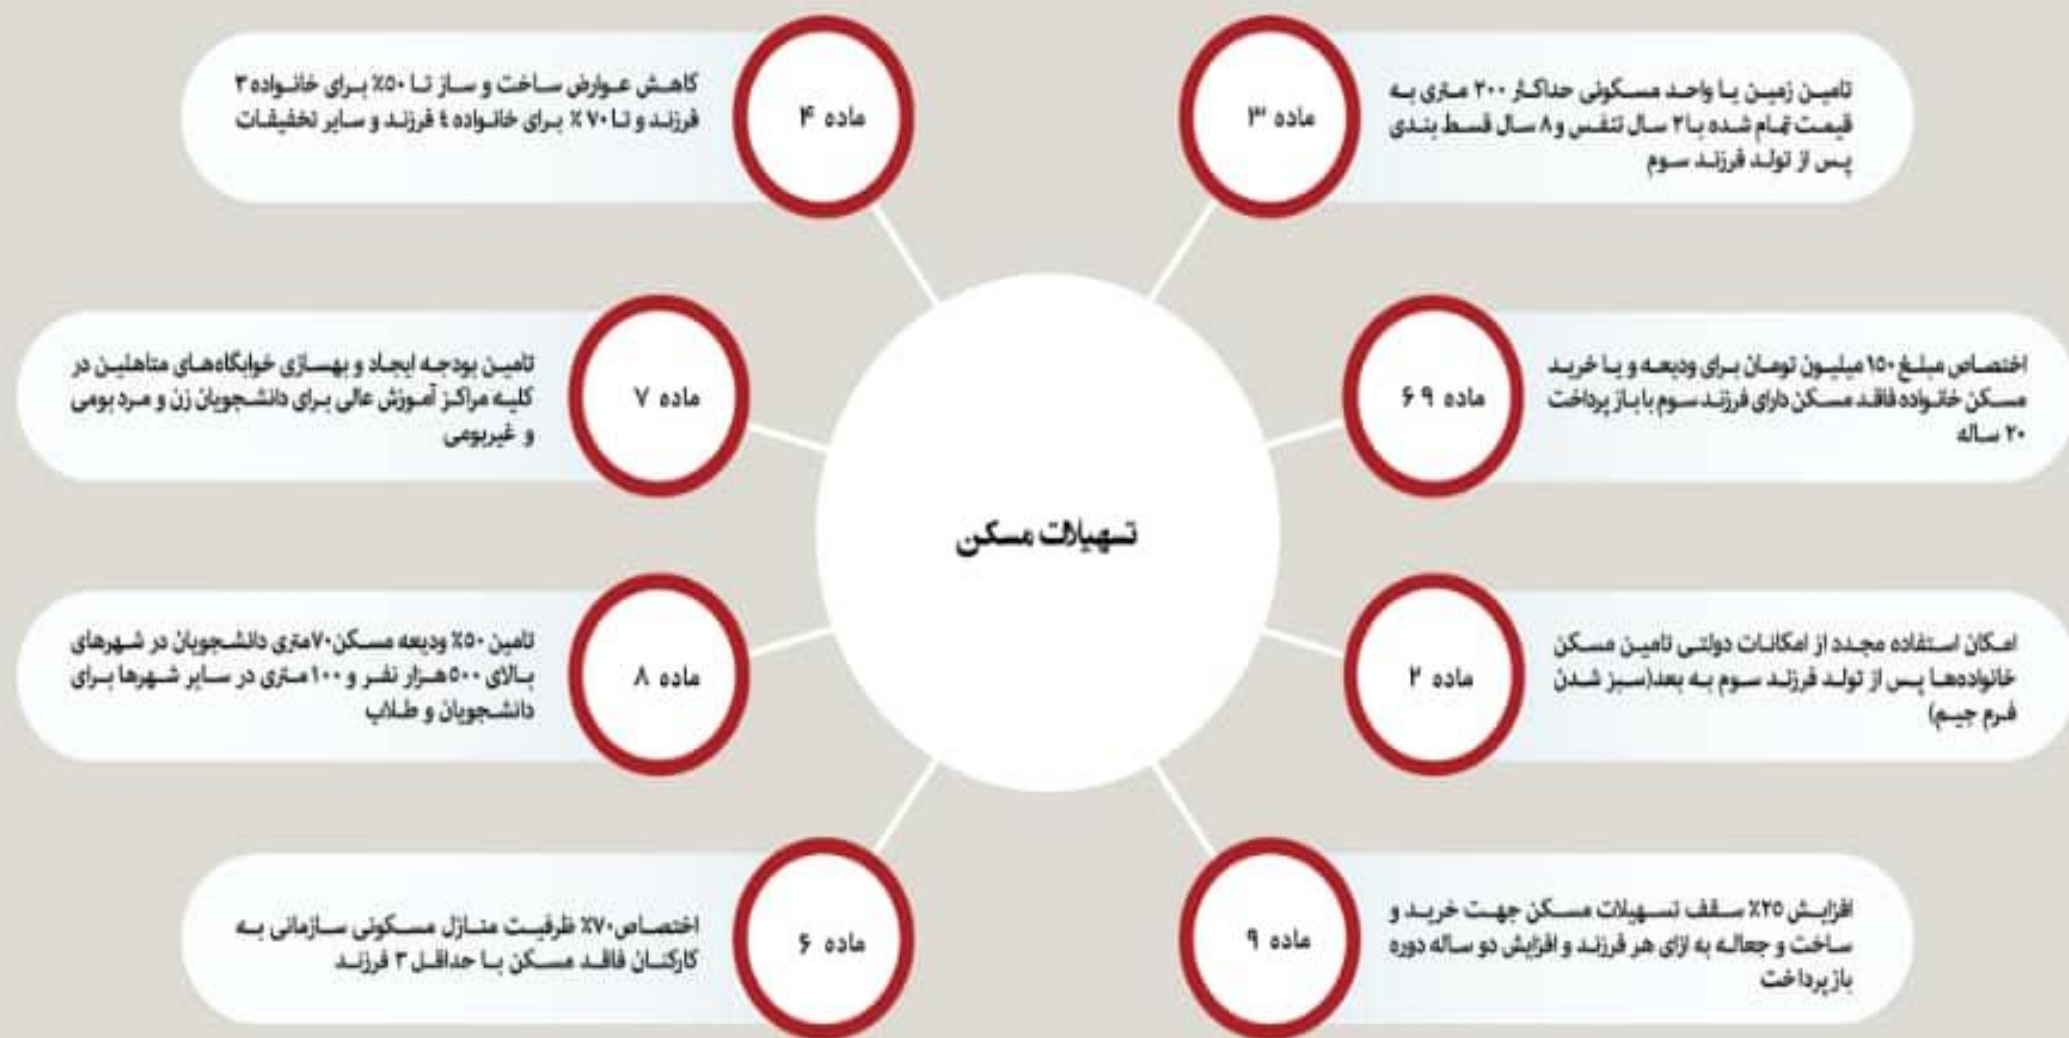 تسهیلات مسکن
ماده ۳
تامین زمین یا واحد مسکونی حداکثر ۲۰۰ متری به
قیمت تمام شده با ۲ سال تنفس و ۸ سال قسط بندی
پس از تولد فرزند سوم
ماده ۴
کاهش عوارض ساخت و ساز تا ۵۰٪ برای خانواده ۳
فرزند و تا ۷۰ ٪ برای خانواده ٤ فرزند و سایر تخفیفات
ماده ۶۹
اختصاص مبلغ ۱۵۰ میلیون تومان برای ودیعه و یا خرید
مسکن خانواده فاقد مسکن دارای فرزند سوم با باز پرداخت
۲۰ ساله
ماده ۷
تامین بودجه ایجاد و بهسازی خوابگاه‌های متاهلین در
کلیه مراکز آموزش عالی برای دانشجویان زن و مرد بومی
و غیربومی
ماده ۲
امکان استفاده مجدد از امکانات دولتی تامین مسکن
خانواده‌ها پس از تولد فرزند سوم به بعد(سبز شدن
فرم جیم)
ماده ۸
تامین ۵۰٪ ودیعه مسکن ۷۰متری دانشجویان در شهرهای
بالای ۵۰۰هزار نفر و ۱۰۰ متری در سایر شهرها برای
دانشجویان و طلاب
ماده ۹
افزایش ۲۵٪ سقف تسهیلات مسکن جهت خرید و
ساخت و جعاله به ازای هر فرزند و افزایش دو ساله دوره
باز پرداخت
ماده ۶
اختصاص ۷۰٪ ظرفیت منازل مسکونی سازمانی به
کارکنان فاقد مسکن با حداقل ۳ فرزند